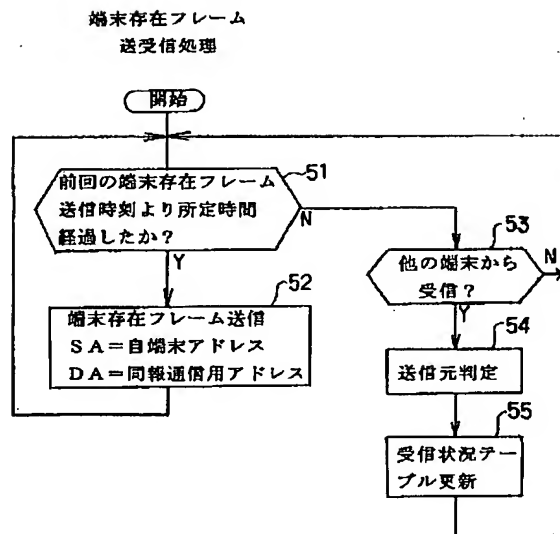 端末存在フレーム
送受信処理
開始
前回の端末存在フレーム
送信時刻より所定時間
経過したか?
51
N
Y
52
端末存在フレーム送信
SA=自端末アドレス
DA=同報通信用アドレス
53
他の端末から
受信?
N
Y
54
送信元判定
55
受信状況テー
ブル更新